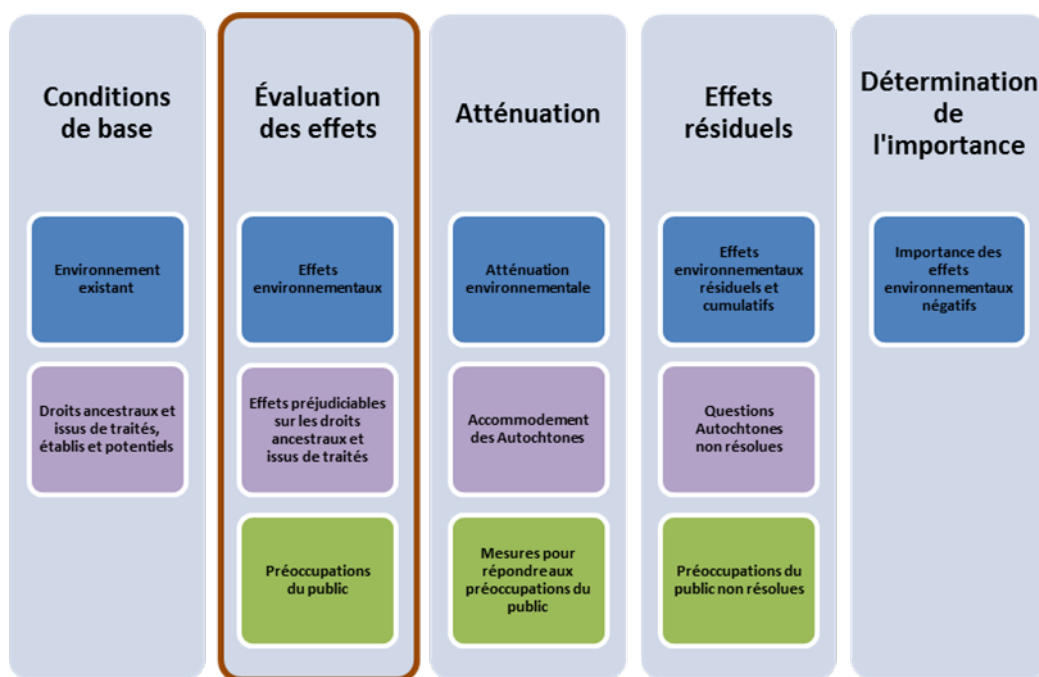 Conditions
de base
Environnement
existant
Droits ancestraux et
issus de traités,
établis et potentiels
Évaluation
des effets
Effets
environnementaux
Effets préjudiciables
sur les droits
ancestraux et
issus de traités
Préoccupations
du public
Atténuation
Atténuation
environnementale
Accommodement
des Autochtones
Mesures pour
répondre aux
préoccupations du
public
Effets
résiduels
Effets
environnementaux
résiduels et
cumulatifs
Questions
Autochtones
non résolues
Préoccupations du
public non résolues
Détermination
de
l'importance
Importance des
effets
environnementaux
négatifs